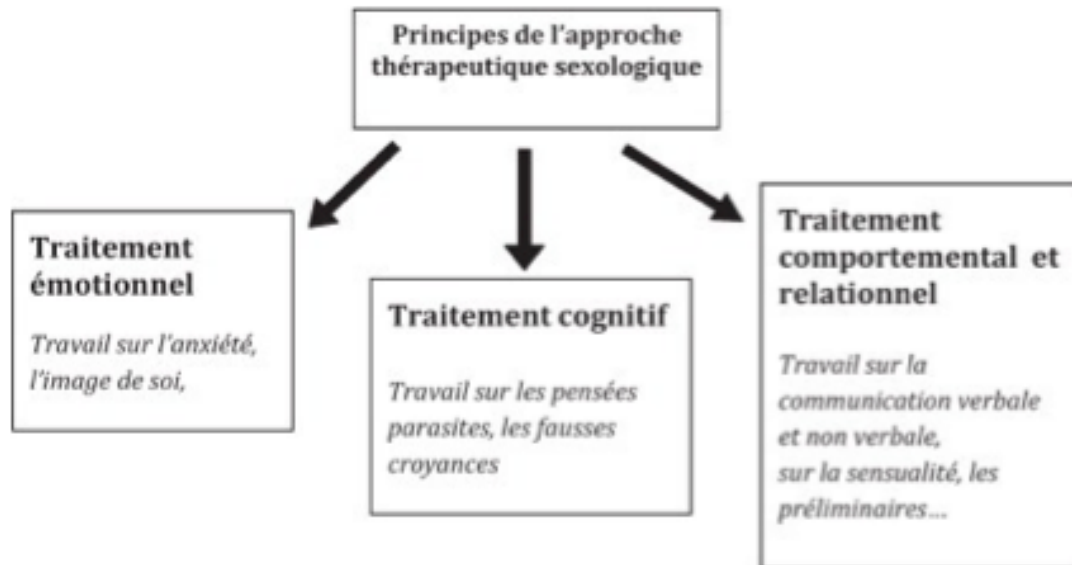 Principes de l'approche
thérapeutique sexologique
Traitement
émotionnel
Travail sur l'anxiété,
l'image de soi,
Traitement cognitif
Travail sur les pensées
parasites, les fausses
croyances
Traitement
comportemental et
relationnel
Travail sur la
communication verbale
et non verbale,
sur la sensualité, les
préliminaires...